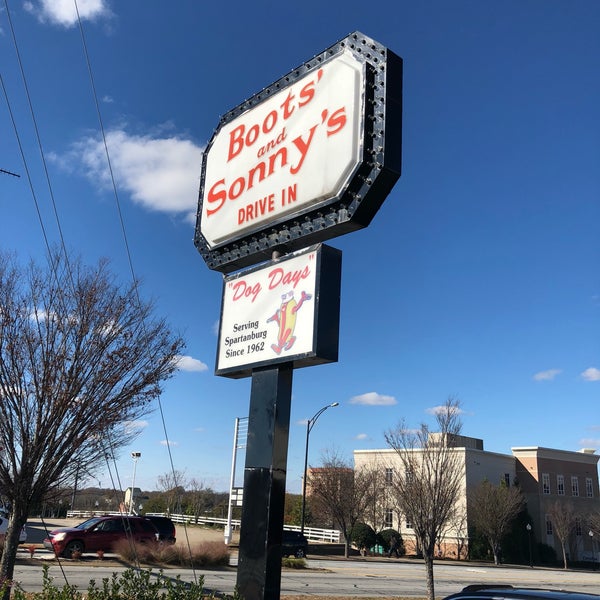 Boots'
and
Sonny's
DRIVE IN
"Dog Days"
Serving
Spartanburg
Since 1962